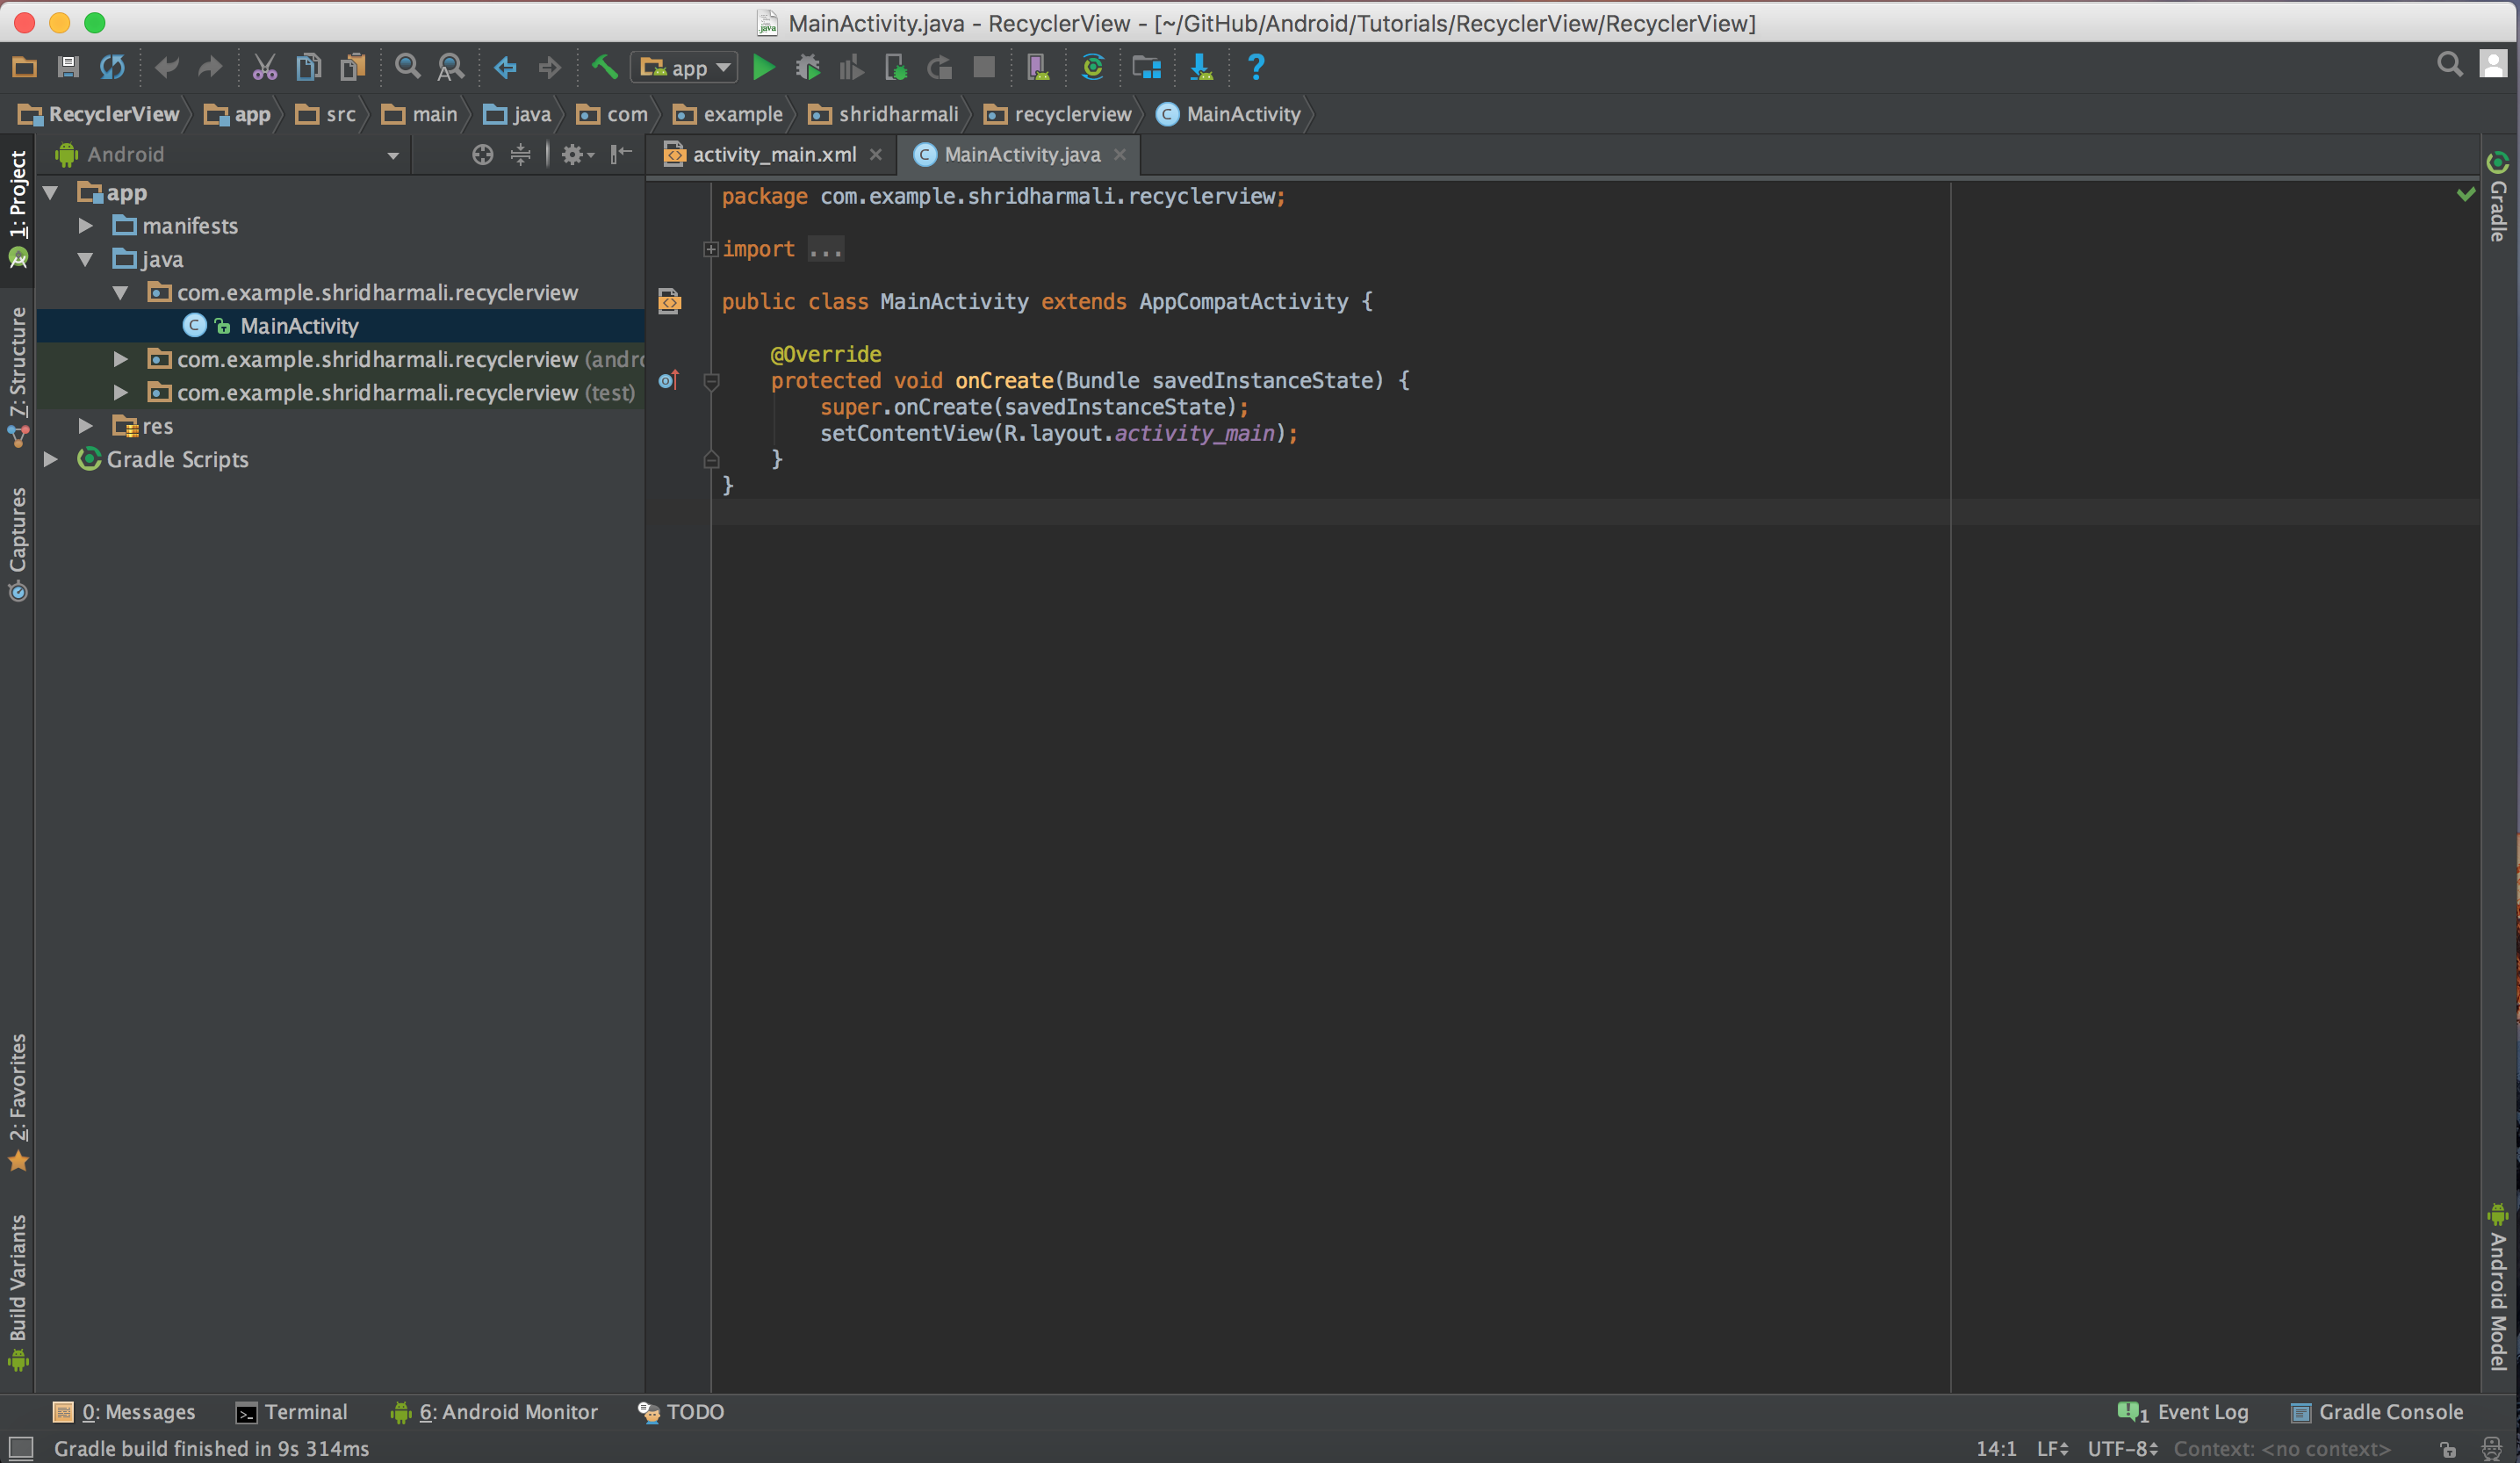 MainActivity.java - RecyclerView - [~/GitHub/Android/Tutorials/RecyclerView/RecyclerView]
app
?
RecyclerView app src main java com example shridharmali recyclerview MainActivity
1: Project
7: Structure
Captures
2: Favorites
Build Variants
Android
app
manifests
java
com.example.shridharmali.recyclerview
MainActivity
com.example.shridharmali.recyclerview (andro
com.example.shridharmali.recyclerview (test)
res
Gradle Scripts
activity_main.xml MainActivity.java
package com.example.shridharmali.recyclerview;
import ...
public class MainActivity extends AppCompatActivity {
@Override
protected void onCreate(Bundle savedInstanceState) {
super.onCreate(savedInstanceState);
setContentView(R.layout.activity_main);
}
}
Gradle
Android Model
0: Messages Terminal 6: Android Monitor TODO 1 Event Log Gradle Console
Gradle build finished in 9s 314ms 14:1 LF UTF-8 Context: <no context>